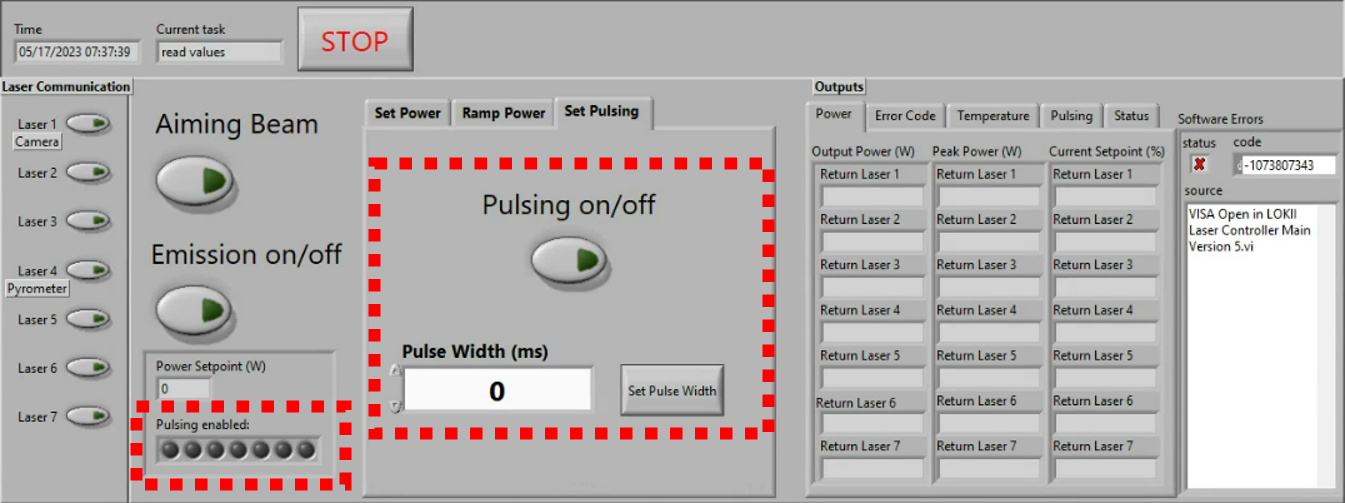 Time
05/17/2023 07:37:39
Current task
read values
STOP
Laser Communication
Laser 1
Camera
Laser 2
Laser 3
Laser 4
Pyrometer
Laser 5
Laser 6
Laser 7
Aiming Beam
Emission on/off
Power Setpoint (W)
0
Pulsing enabled:
Set Power
Ramp Power
Set Pulsing
Pulsing on/off
Pulse Width (ms)
0
Set Pulse Width
Outputs
Power
Error Code
Temperature
Pulsing
Status
Output Power (W)
Return Laser 1
Return Laser 2
Return Laser 3
Return Laser 4
Return Laser 5
Return Laser 6
Return Laser 7
Peak Power (W)
Return Laser 1
Return Laser 2
Return Laser 3
Return Laser 4
Return Laser 5
Return Laser 6
Return Laser 7
Current Setpoint (%)
Return Laser 1
Return Laser 2
Return Laser 3
Return Laser 4
Return Laser 5
Return Laser 6
Return Laser 7
Software Errors
status
code
-1073807343
source
VISA Open in LOKII
Laser Controller Main
Version 5.vi